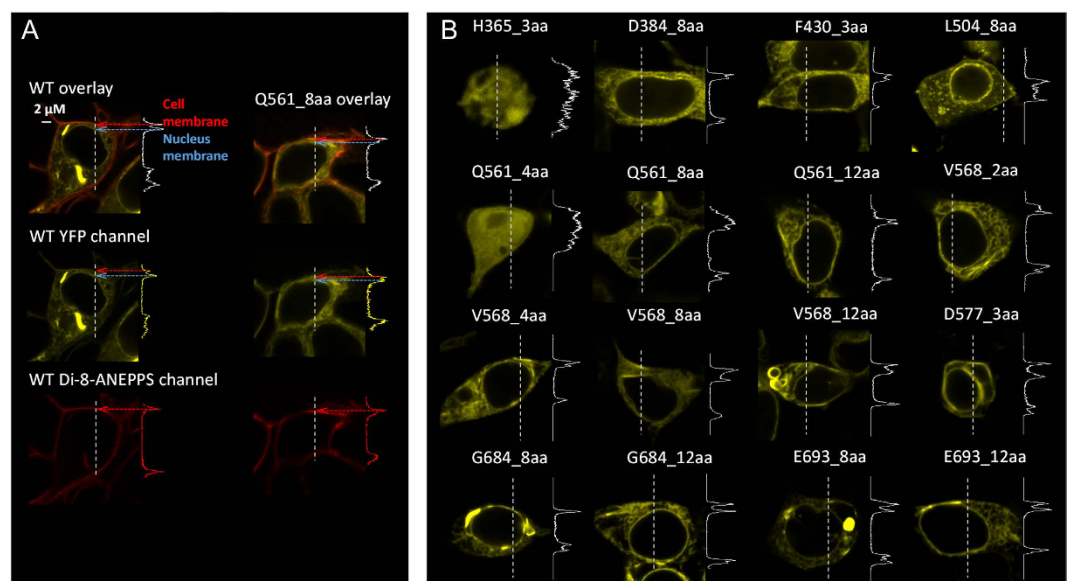 A
WT overlay
2 μM
Cell
membrane
Nucleus
membrane
Q561_8aa overlay
WT YFP channel
WT Di-8-ANEPPS channel
B
H365_3aa
D384_8aa
F430_3aa
L504_8aa
Q561_4aa
Q561_8aa
Q561_12aa
V568_2aa
V568_4aa
V568_8aa
V568_12aa
D577_3aa
G684_8aa
G684_12aa
E693_8aa
E693_12aa